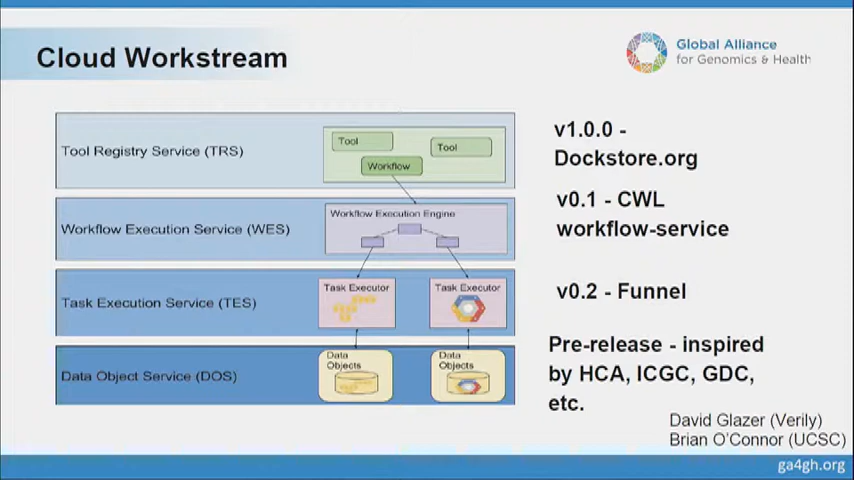 Cloud Workstream
Global Alliance
for Genomics & Health
Tool Registry Service (TRS)
Tool
Tool
Workflow
v1.0.0 -
Dockstore.org
Workflow Execution Service (WES)
Workflow Execution Engine
v0.1 - CWL
workflow-service
Task Execution Service (TES)
Task Executor
Task Executor
v0.2 - Funnel
Data Object Service (DOS)
Data
Objects
Data
Objects
Pre-release - inspired
by HCA, ICGC, GDC,
etc.
David Glazer (Verily)
Brian O'Connor (UCSC)
ga4gh.org